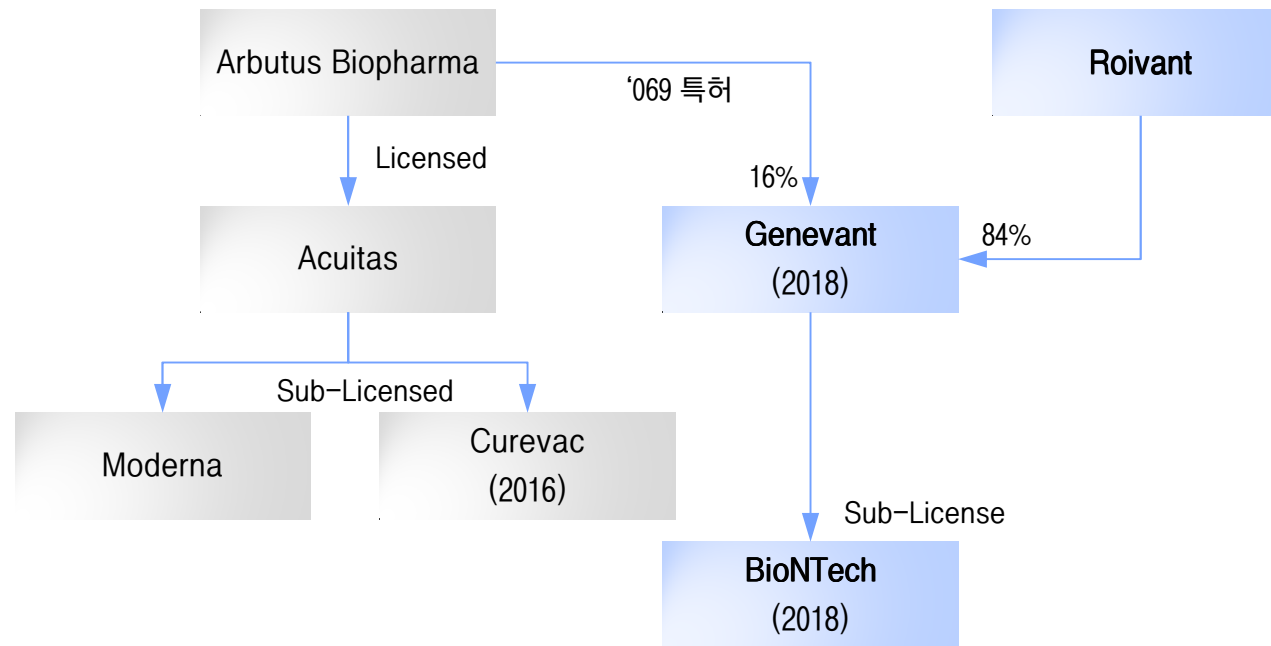 Arbutus Biopharma
Roivant
‘069 특허
Licensed
16%
Genevant
(2018)
84%
Acuitas
Sub-Licensed
Moderna
Curevac
(2016)
Sub-License
BioNTech
(2018)